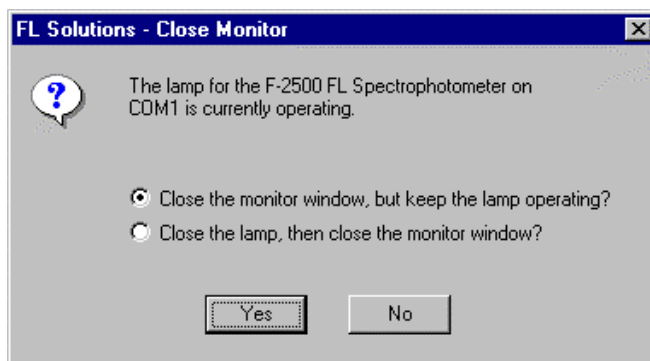 FL Solutions - Close Monitor
The lamp for the F-2500 FL Spectrophotometer on
COM1 is currently operating.
Close the monitor window, but keep the lamp operating?
Close the lamp, then close the monitor window?
Yes No